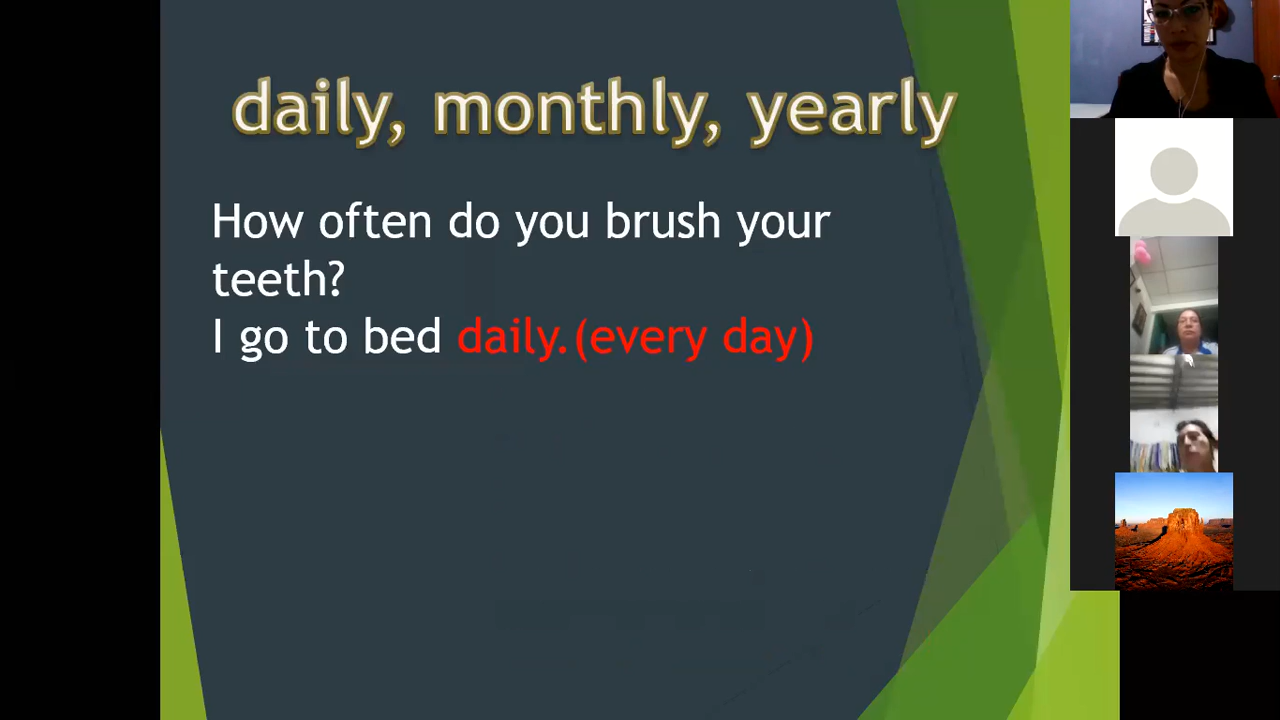 daily, monthly, yearly
How often do you brush your
teeth?
I go to bed daily.(every day)